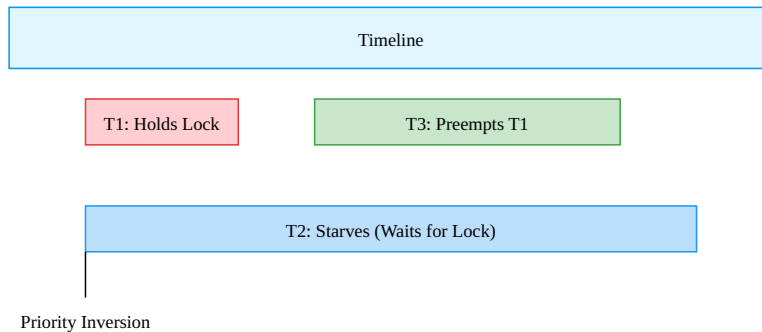 Timeline
T1: Holds Lock
T3: Preempts T1
T2: Starves (Waits for Lock)
Priority Inversion